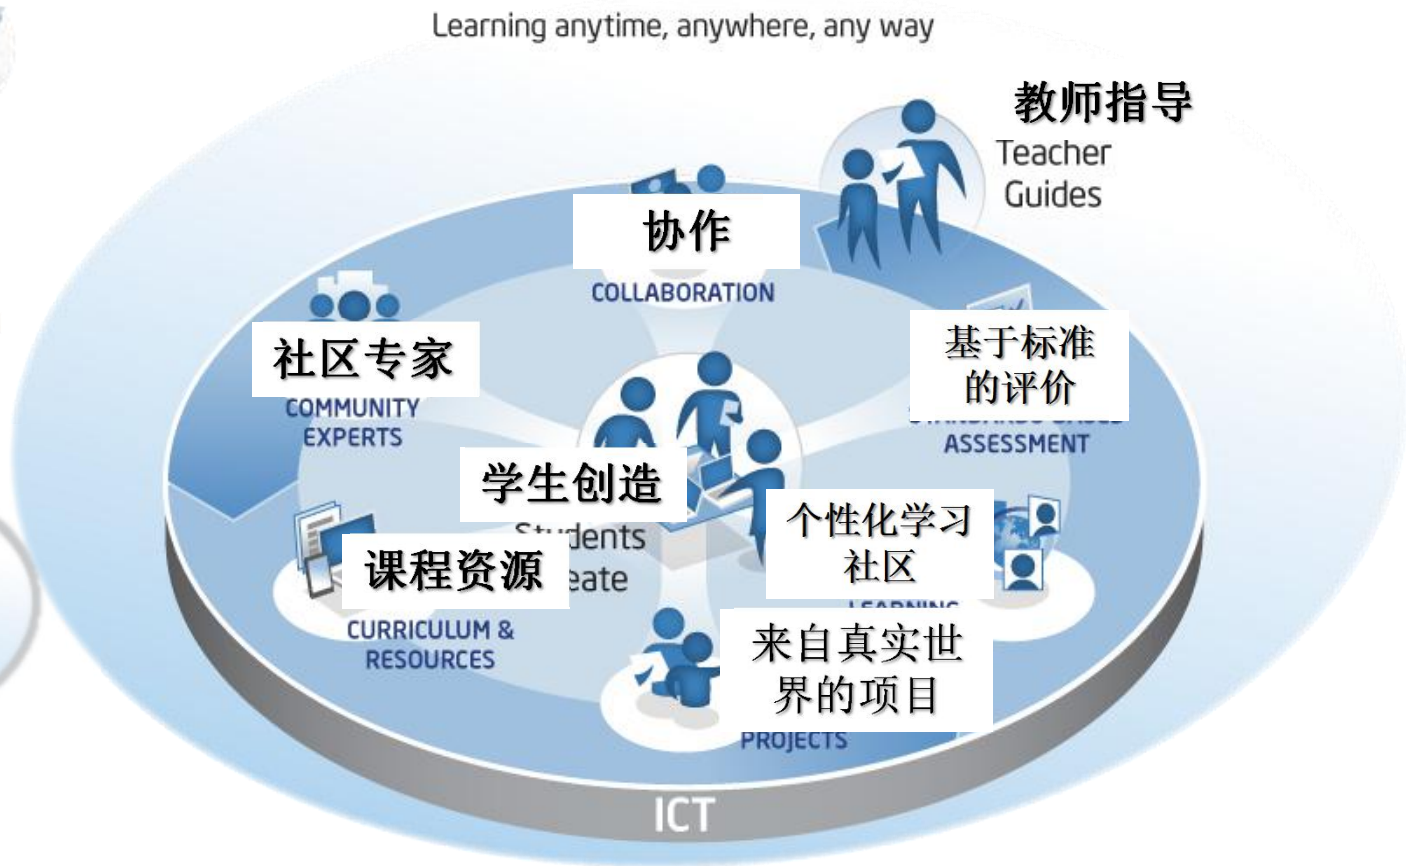 Learning anytime, anywhere, any way
教师指导
Teacher
Guides
协作
COLLABORATION
社区专家
COMMUNITY
EXPERTS
基于标准
的评价
ASSESSMENT
学生创造
Students
课程资源
CURRICULUM &
RESOURCES
个性化学习
社区
LEARNING
来自真实世
界的项目
PROJECTS
ICT